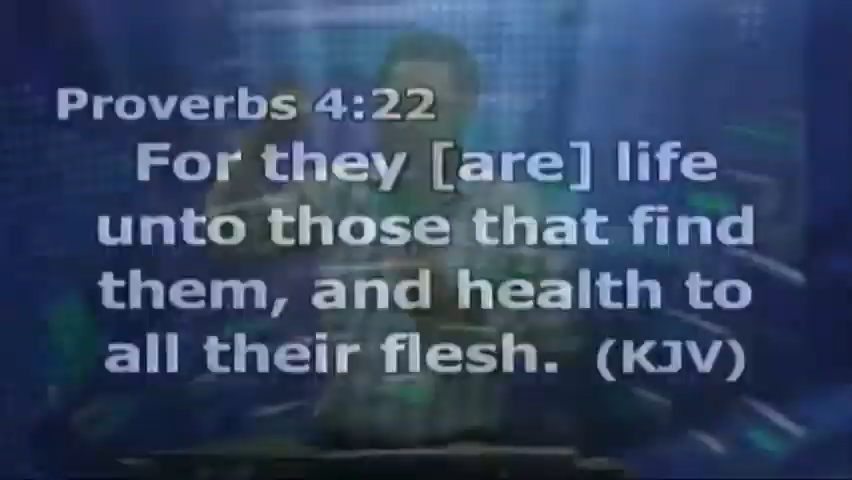 Proverbs 4:22
For they [are] life
unto those that find
them, and health to
all their flesh. (KJV)